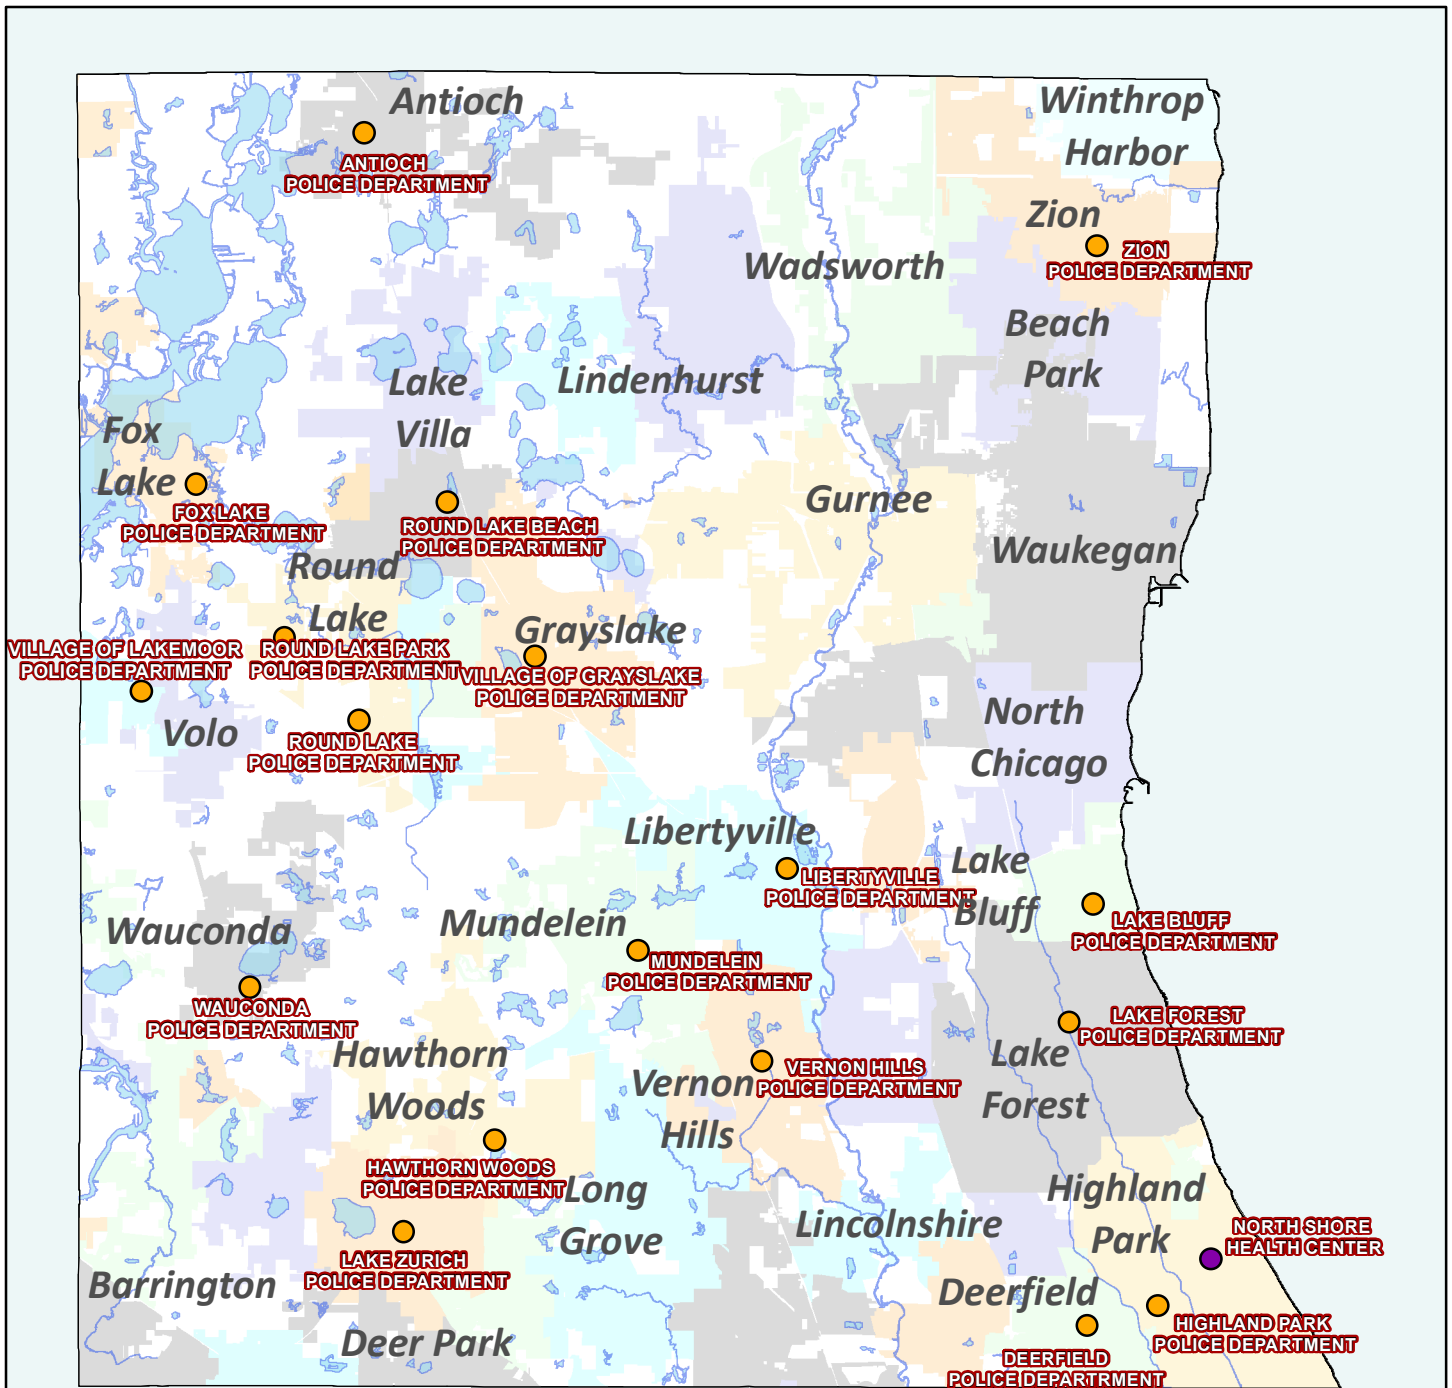 Antioch
ANTIOCH
POLICE DEPARTMENT
Winthrop
Harbor
Zion
ZION
POLICE DEPARTMENT
Wadsworth
Beach
Park
Lake
Villa
Lindenhurst
Fox
Lake
FOX LAKE
POLICE DEPARTMENT
ROUND LAKE BEACH
POLICE DEPARTMENT
Gurnee
Waukegan
Round
Lake
Grayslake
VILLAGE OF LAKEMOOR
POLICE DEPARTMENT
ROUND LAKE PARK
POLICE DEPARTMENT
VILLAGE OF GRAYSLAKE
POLICE DEPARTMENT
Volo
ROUND LAKE
POLICE DEPARTMENT
North
Chicago
Libertyville
LIBERTYVILLE
POLICE DEPARTMENT
Lake
Bluff
LAKE BLUFF
POLICE DEPARTMENT
Wauconda
WAUCONDA
POLICE DEPARTMENT
Mundelein
MUNDELEIN
POLICE DEPARTMENT
LAKE FOREST
POLICE DEPARTMENT
Lake
Forest
Hawthorn
Woods
HAWTHORN WOODS
POLICE DEPARTMENT
Vernon
Hills
VERNON HILLS
POLICE DEPARTMENT
Long
Grove
Lincolnshire
Highland
Park
NORTH SHORE
HEALTH CENTER
LAKE ZURICH
POLICE DEPARTMENT
Barrington
Deer Park
Deerfield
HIGHLAND PARK
POLICE DEPARTMENT
DEERFIELD
POLICE DEPARTRMENT